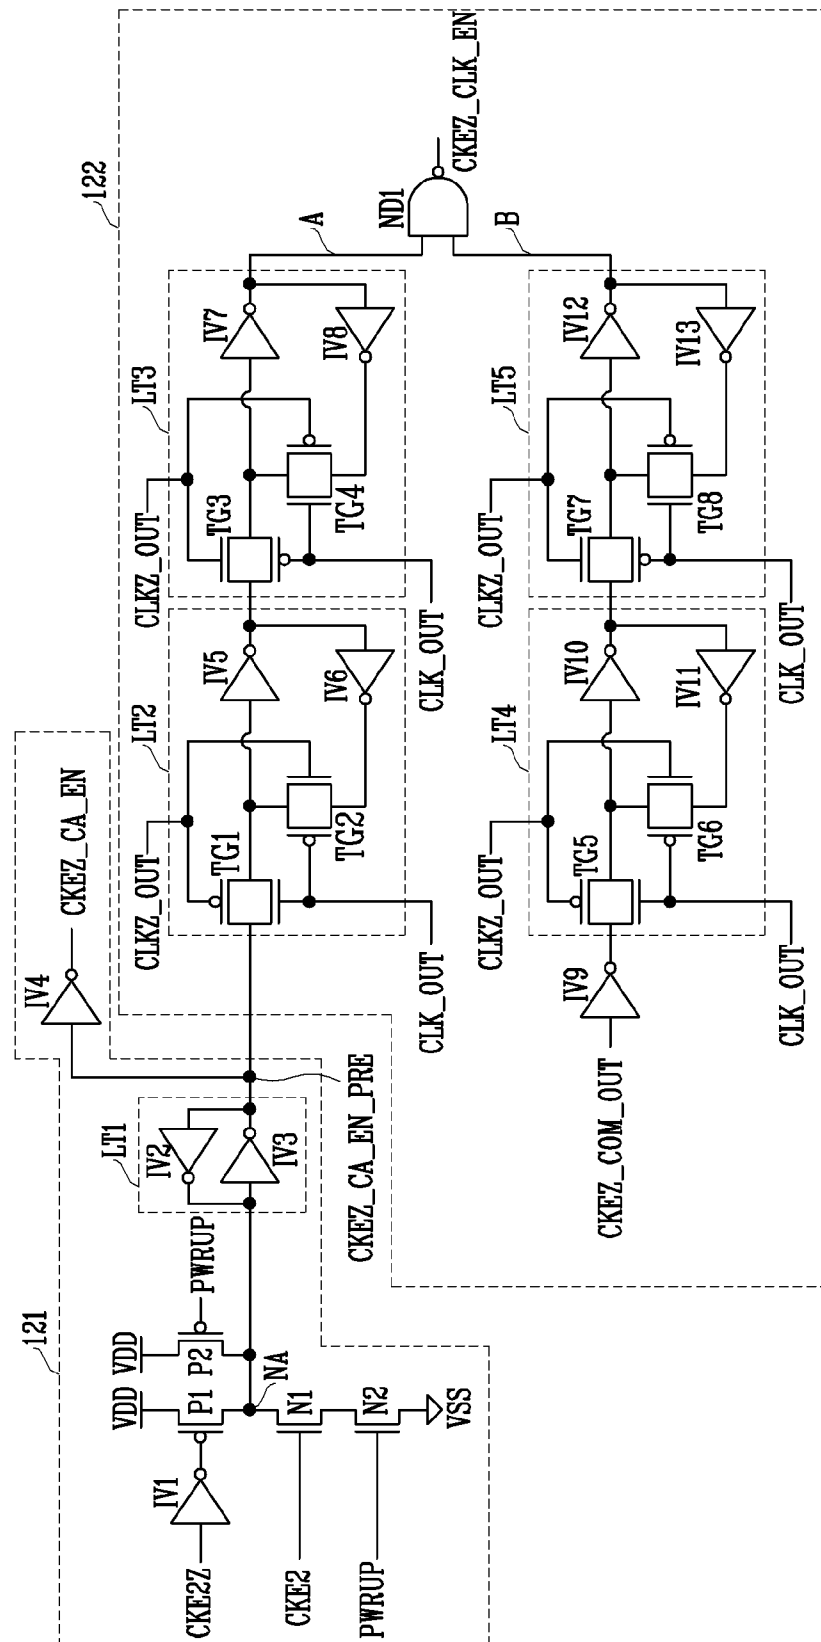 121
CKE2Z
IV1
VDD
P1
VDD
P2
PWRUP
NA
CKE2
N1
PWRUP
N2
VSS
LT1
IV2
IV3
CKEZ_CA_EN_PRE
IV4
CKEZ_CA_EN
122
CLKZ_OUT
LT2
TG1
TG2
IV5
IV6
CLK_OUT
CLKZ_OUT
LT3
TG3
TG4
IV7
IV8
CLK_OUT
A
ND1
CKEZ_CLK_EN
B
CKEZ_COM_OUT
IV9
CLKZ_OUT
LT4
TG5
TG6
IV10
IV11
CLK_OUT
CLKZ_OUT
LT5
TG7
TG8
IV12
IV13
CLK_OUT